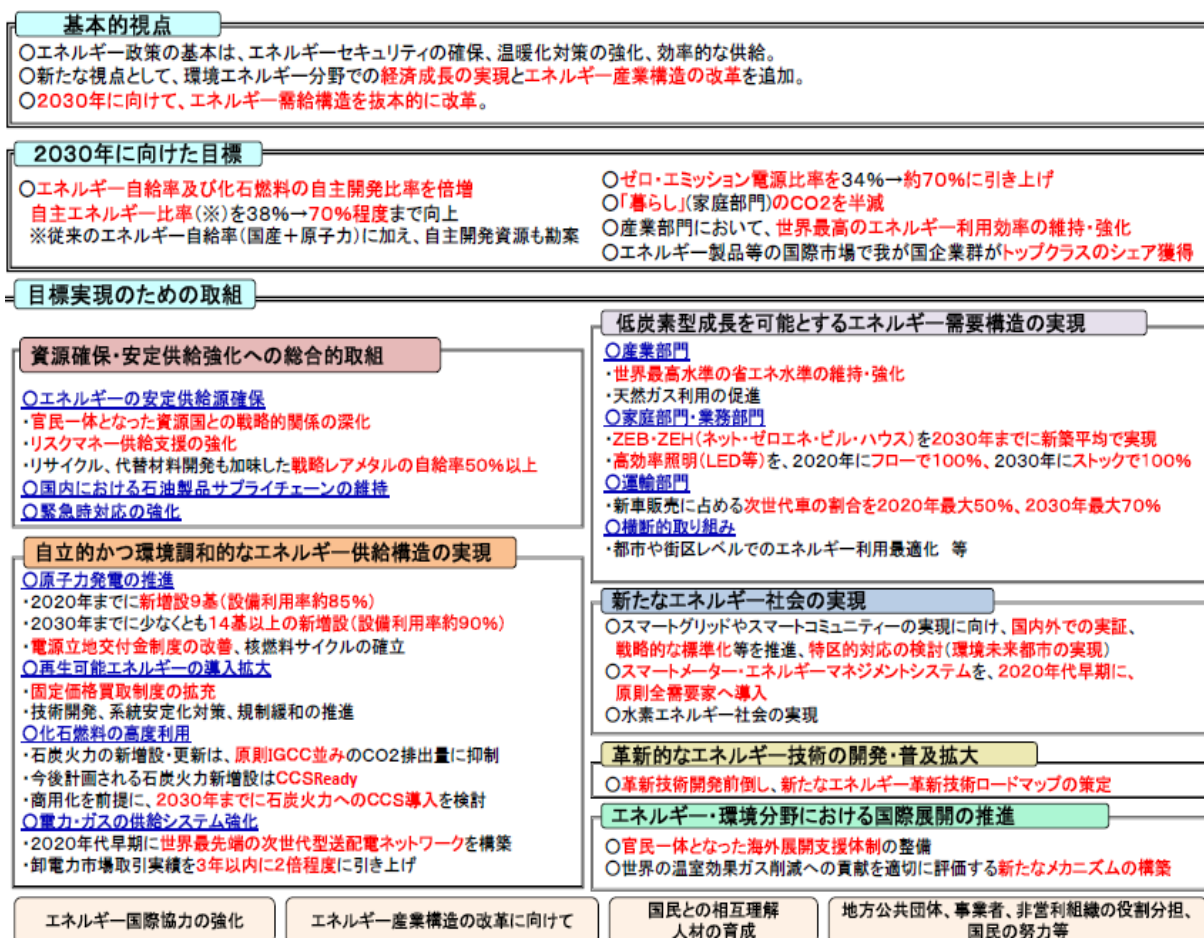 基本的視点
○エネルギー政策の基本は、エネルギーセキュリティの確保、温暖化対策の強化、効率的な供給。
○新たな視点として、環境エネルギー分野での経済成長の実現とエネルギー産業構造の改革を追加。
○2030年に向けて、エネルギー需給構造を抜本的に改革。
2030年に向けた目標
○エネルギー自給率及び化石燃料の自主開発比率を倍増
自主エネルギー比率(※)を38%→70%程度まで向上
※従来のエネルギー自給率(国産+原子力)に加え、自主開発資源も勘案
○ゼロ・エミッション電源比率を34%→約70%に引き上げ
○「暮らし」(家庭部門)のCO2を半減
○産業部門において、世界最高のエネルギー利用効率の維持・強化
○エネルギー製品等の国際市場で我が国企業群がトップクラスのシェア獲得
目標実現のための取組
資源確保・安定供給強化への総合的取組
○エネルギーの安定供給源確保
・官民一体となった資源国との戦略的関係の深化
・リスクマネー供給支援の強化
・リサイクル、代替材料開発も加味した戦略レアメタルの自給率50%以上
○国内における石油製品サプライチェーンの維持
○緊急時対応の強化
自立的かつ環境調和的なエネルギー供給構造の実現
○原子力発電の推進
・2020年までに新増設9基(設備利用率約85%)
・2030年までに少なくとも14基以上の新増設(設備利用率約90%)
・電源立地交付金制度の改善、核燃料サイクルの確立
○再生可能エネルギーの導入拡大
・固定価格買取制度の拡充
・技術開発、系統安定化対策、規制緩和の推進
○化石燃料の高度利用
・石炭火力の新増設・更新は、原則IGCC並みのCO2排出量に抑制
・今後計画される石炭火力新増設はCCSReady
・商用化を前提に、2030年までに石炭火力へのCCS導入を検討
○電力・ガスの供給システム強化
・2020年代早期に世界最先端の次世代型送配電ネットワークを構築
・卸電力市場取引実績を3年以内に2倍程度に引き上げ
低炭素型成長を可能とするエネルギー需要構造の実現
○産業部門
・世界最高水準の省エネ水準の維持・強化
・天然ガス利用の促進
○家庭部門・業務部門
・ZEB・ZEH(ネット・ゼロエネ・ビル・ハウス)を2030年までに新築平均で実現
・高効率照明(LED等)を、2020年にフローで100%、2030年にストックで100%
○運輸部門
・新車販売に占める次世代車の割合を2020年最大50%、2030年最大70%
○横断的取り組み
・都市や街区レベルでのエネルギー利用最適化 等
新たなエネルギー社会の実現
○スマートグリッドやスマートコミュニティーの実現に向け、国内外での実証、
戦略的な標準化等を推進、特区的対応の検討(環境未来都市の実現)
○スマートメーター・エネルギーマネジメントシステムを、2020年代早期に、
原則全需要家へ導入
○水素エネルギー社会の実現
革新的なエネルギー技術の開発・普及拡大
○革新技術開発前倒し、新たなエネルギー革新技術ロードマップの策定
エネルギー・環境分野における国際展開の推進
○官民一体となった海外展開支援体制の整備
○世界の温室効果ガス削減への貢献を適切に評価する新たなメカニズムの構築
エネルギー国際協力の強化
エネルギー産業構造の改革に向けて
国民との相互理解
人材の育成
地方公共団体、事業者、非営利組織の役割分担、
国民の努力等